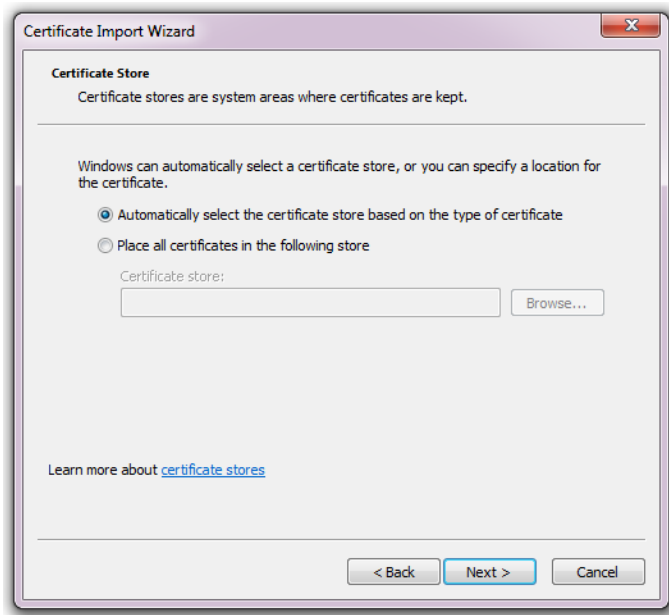 Certificate Import Wizard
Certificate Store
Certificate stores are system areas where certificates are kept.
Windows can automatically select a certificate store, or you can specify a location for
the certificate.
Automatically select the certificate store based on the type of certificate
Place all certificates in the following store
Certificate store:
Browse...
Learn more about certificate stores
< Back Next > Cancel